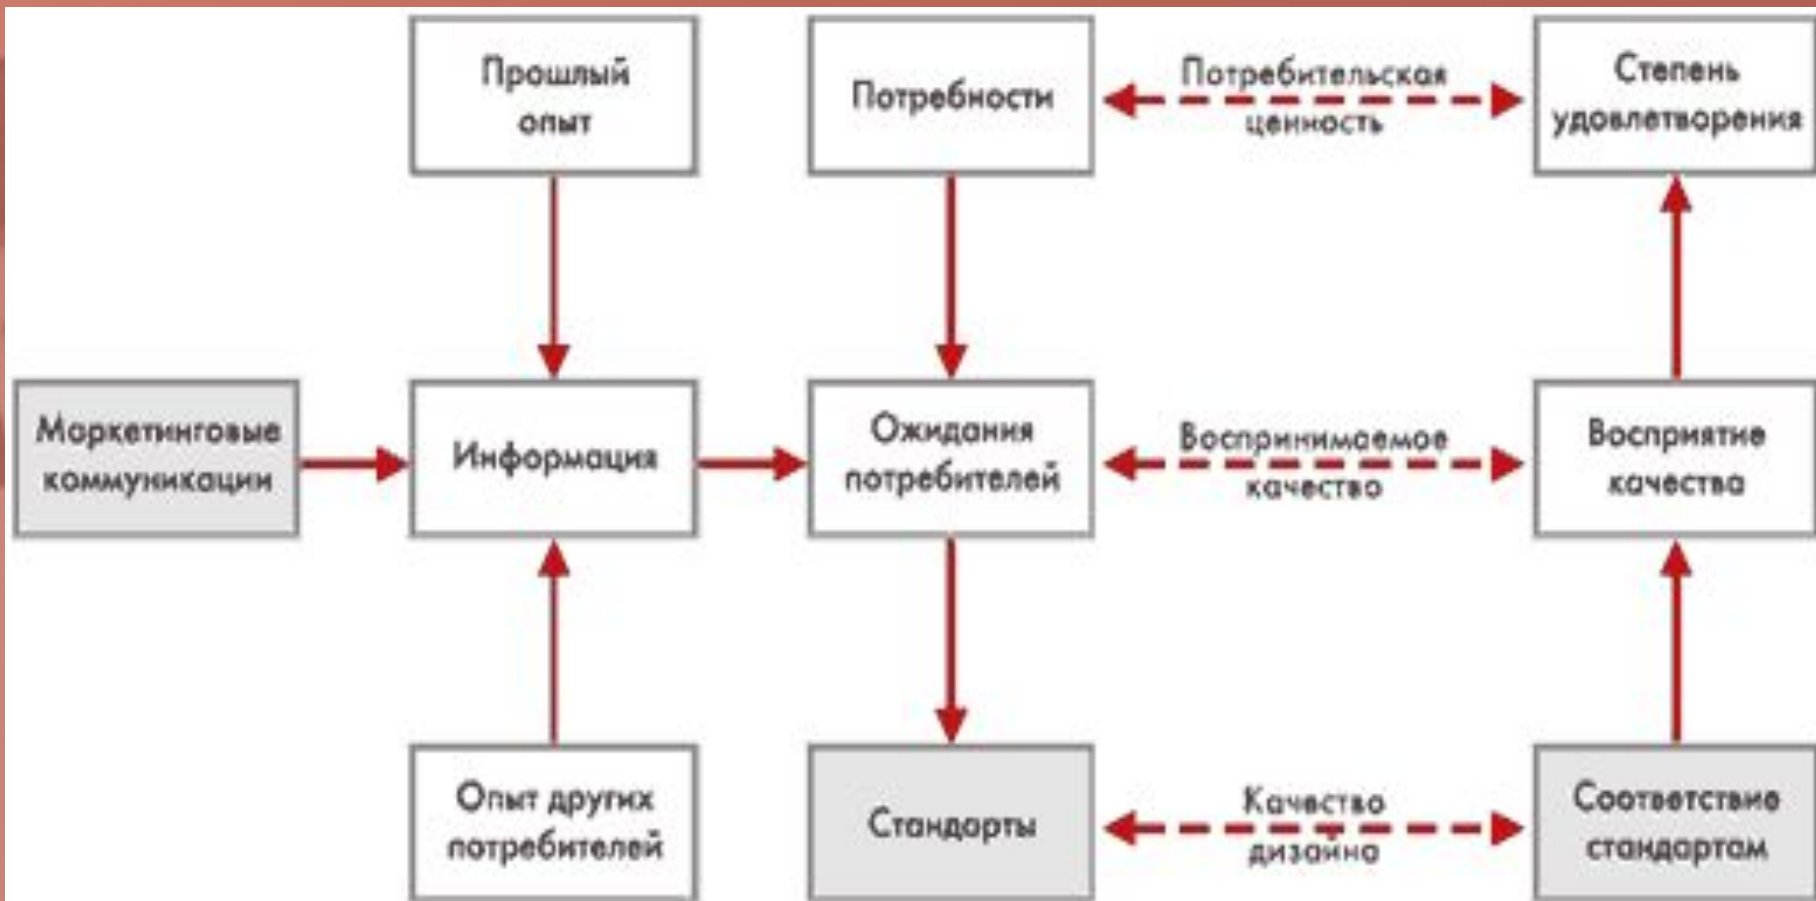 Прошлый
опыт
Потребности
Потребительская
ценность
Степень
удовлетворения
Маркетинговые
коммуникации
Информация
Ожидания
потребителей
Воспринимаемое
качество
Восприятие
качества
Опыт других
потребителей
Стандарты
Качество
дизайна
Соответствие
стандартам